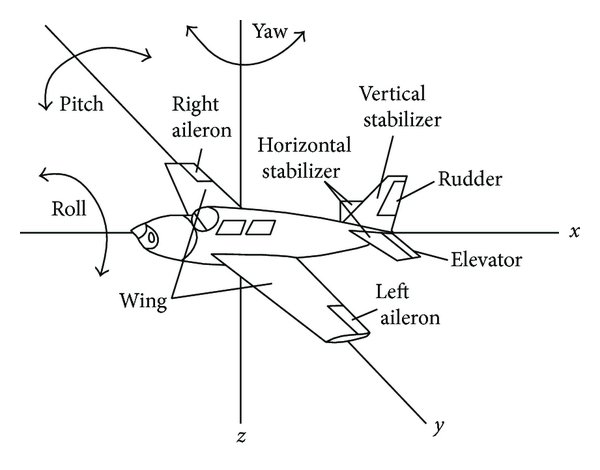 Yaw
Pitch
Right
aileron
Vertical
stabilizer
Horizontal
stabilizer
Rudder
Roll
x
Elevator
Wing
Left
aileron
y
z